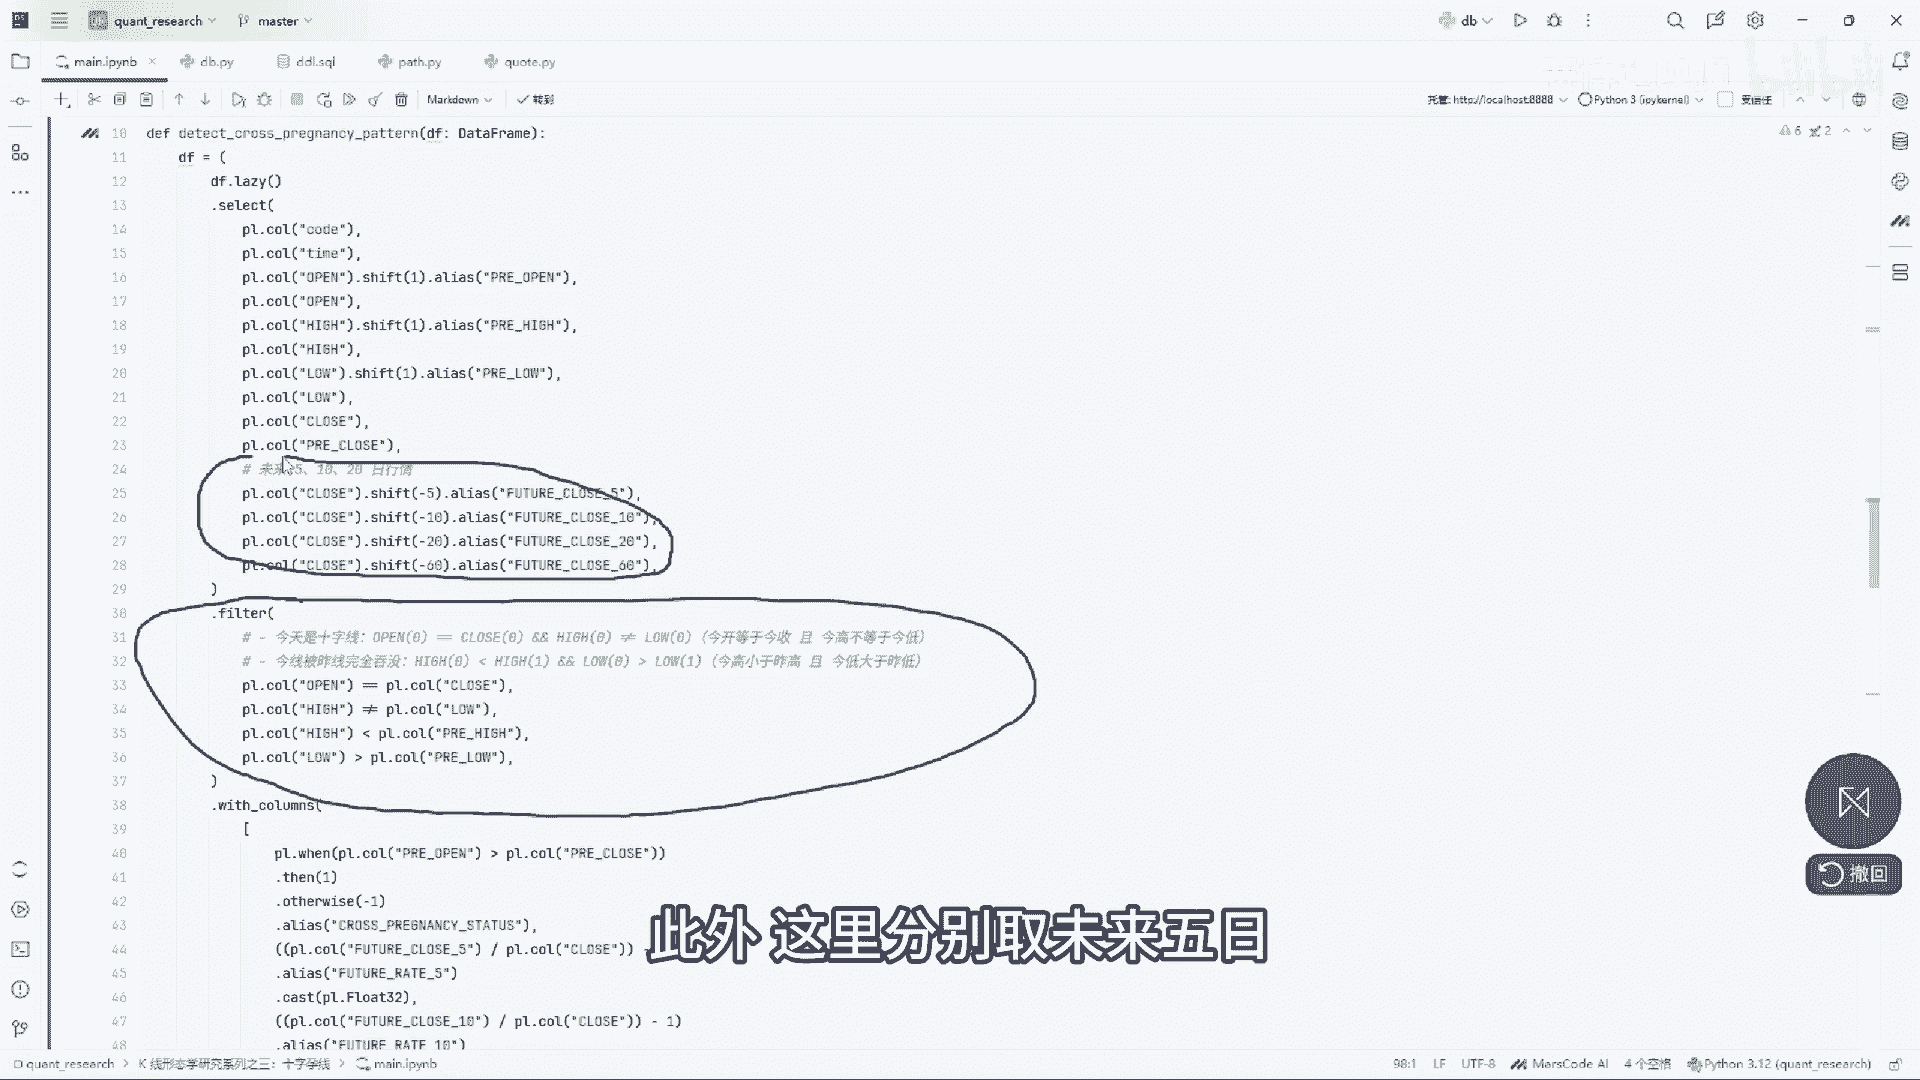 quant_research master db
main.ipynb db.py ddl.sql path.py quote.py
Markdown 转到 托管: http://localhost:8888 Python 3 (ipykernel) 受信任
6 2
10 def detect_cross_pregnancy_pattern(df: DataFrame):
11 df = (
12 df.lazy()
13 .select(
14 pl.col("code"),
15 pl.col("time"),
16 pl.col("OPEN").shift(1).alias("PRE_OPEN"),
17 pl.col("OPEN"),
18 pl.col("HIGH").shift(1).alias("PRE_HIGH"),
19 pl.col("HIGH"),
20 pl.col("LOW").shift(1).alias("PRE_LOW"),
21 pl.col("LOW"),
22 pl.col("CLOSE"),
23 pl.col("PRE_CLOSE"),
24 # 未来 5、10、20 日行情
25 pl.col("CLOSE").shift(-5).alias("FUTURE_CLOSE_5"),
26 pl.col("CLOSE").shift(-10).alias("FUTURE_CLOSE_10"),
27 pl.col("CLOSE").shift(-20).alias("FUTURE_CLOSE_20"),
28 pl.col("CLOSE").shift(-60).alias("FUTURE_CLOSE_60"),
29 )
30 .filter(
31 # - 今天是十字线: OPEN(0) == CLOSE(0) && HIGH(0) ≠ LOW(0) (今开等于今收 且 今高不等于今低)
32 # - 今线被昨线完全吞没: HIGH(0) < HIGH(1) && LOW(0) > LOW(1) (今高小于昨高 且 今低大于昨低)
33 pl.col("OPEN") == pl.col("CLOSE"),
34 pl.col("HIGH") ≠ pl.col("LOW"),
35 pl.col("HIGH") < pl.col("PRE_HIGH"),
36 pl.col("LOW") > pl.col("PRE_LOW"),
37 )
38 .with_columns(
39 [
40 pl.when(pl.col("PRE_OPEN") > pl.col("PRE_CLOSE"))
41 .then(1)
42 .otherwise(-1)
43 .alias("CROSS_PREGNANCY_STATUS"),
44 ((pl.col("FUTURE_CLOSE_5") / pl.col("CLOSE"))
45 .alias("FUTURE_RATE_5")
46 .cast(pl.Float32),
47 ((pl.col("FUTURE_CLOSE_10") / pl.col("CLOSE")) - 1)
48 .alias("FUTURE_RATE_10")
撤回
此外 这里分别取未来五日
quant_research > K 线形态学研究系列之三: 十字孕线 > main.ipynb 98:1 LF UTF-8 MarsCode AI 4 个空格 Python 3.12 (quant_research)